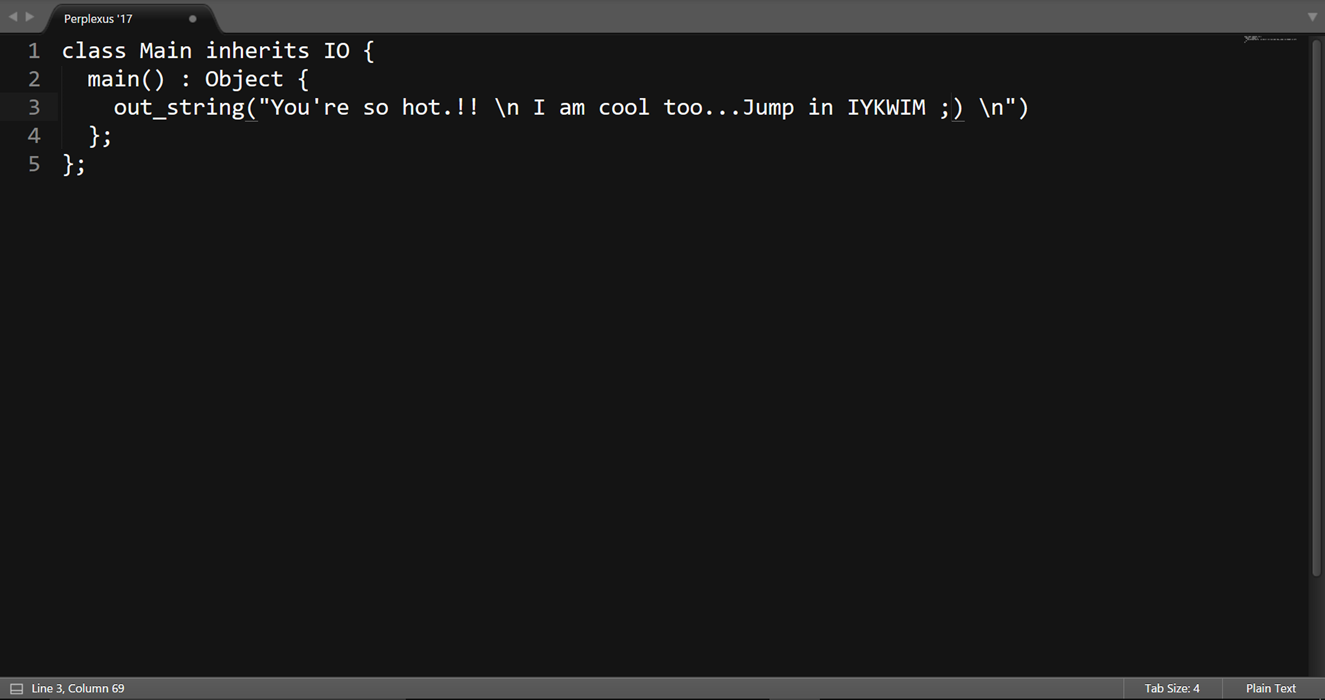 Perplexus '17
1 class Main inherits IO {
2 main() : Object {
3 out_string("You're so hot.!! \n I am cool too...Jump in IYKWIM ;) \n")
4 };
5 };
Line 3, Column 69 Tab Size: 4 Plain Text